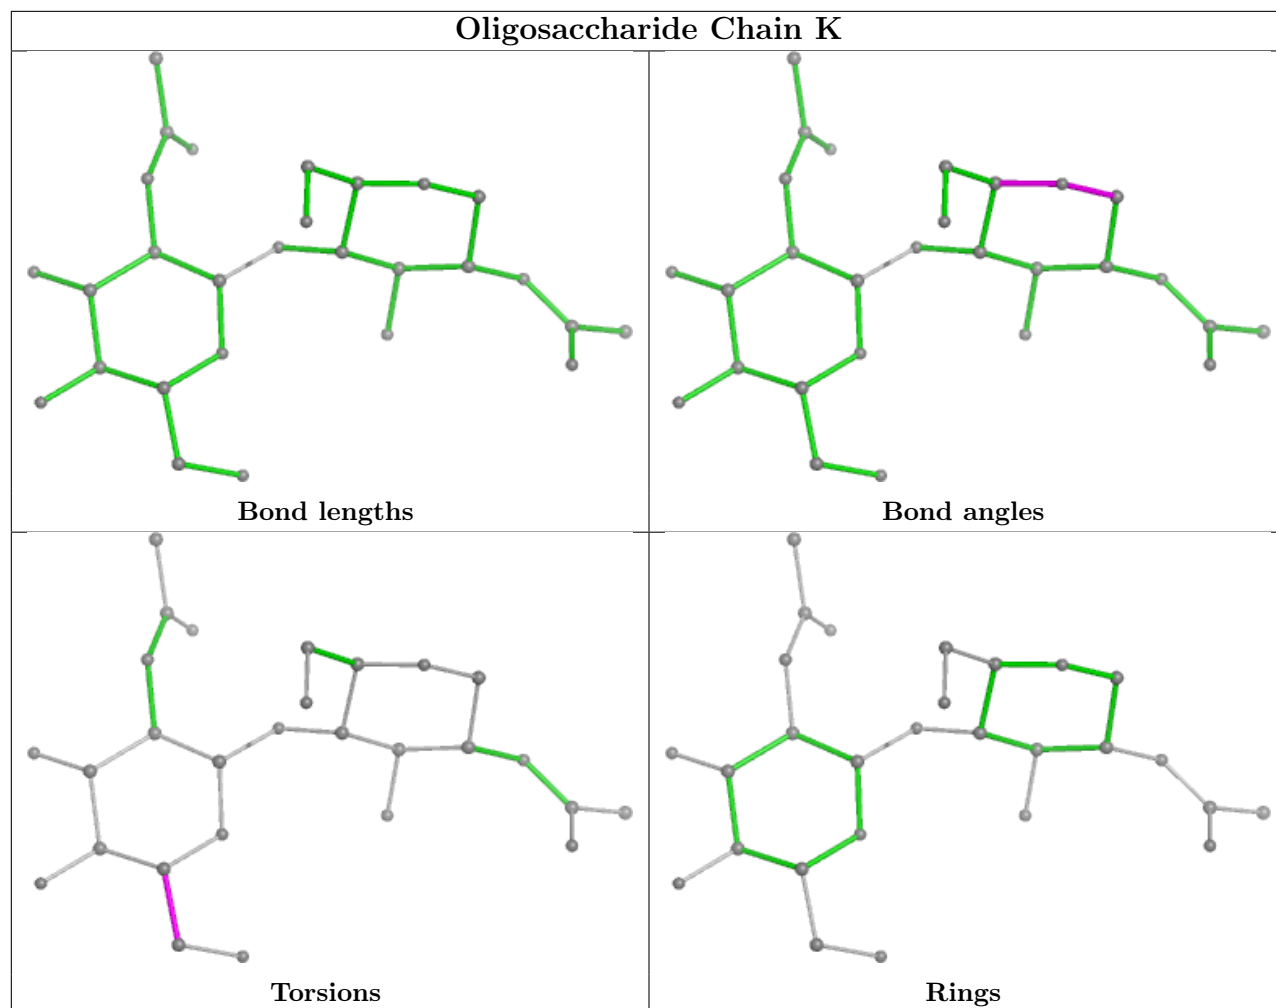 Oligosaccharide Chain K
Bond lengths
Bond angles
Torsions
Rings